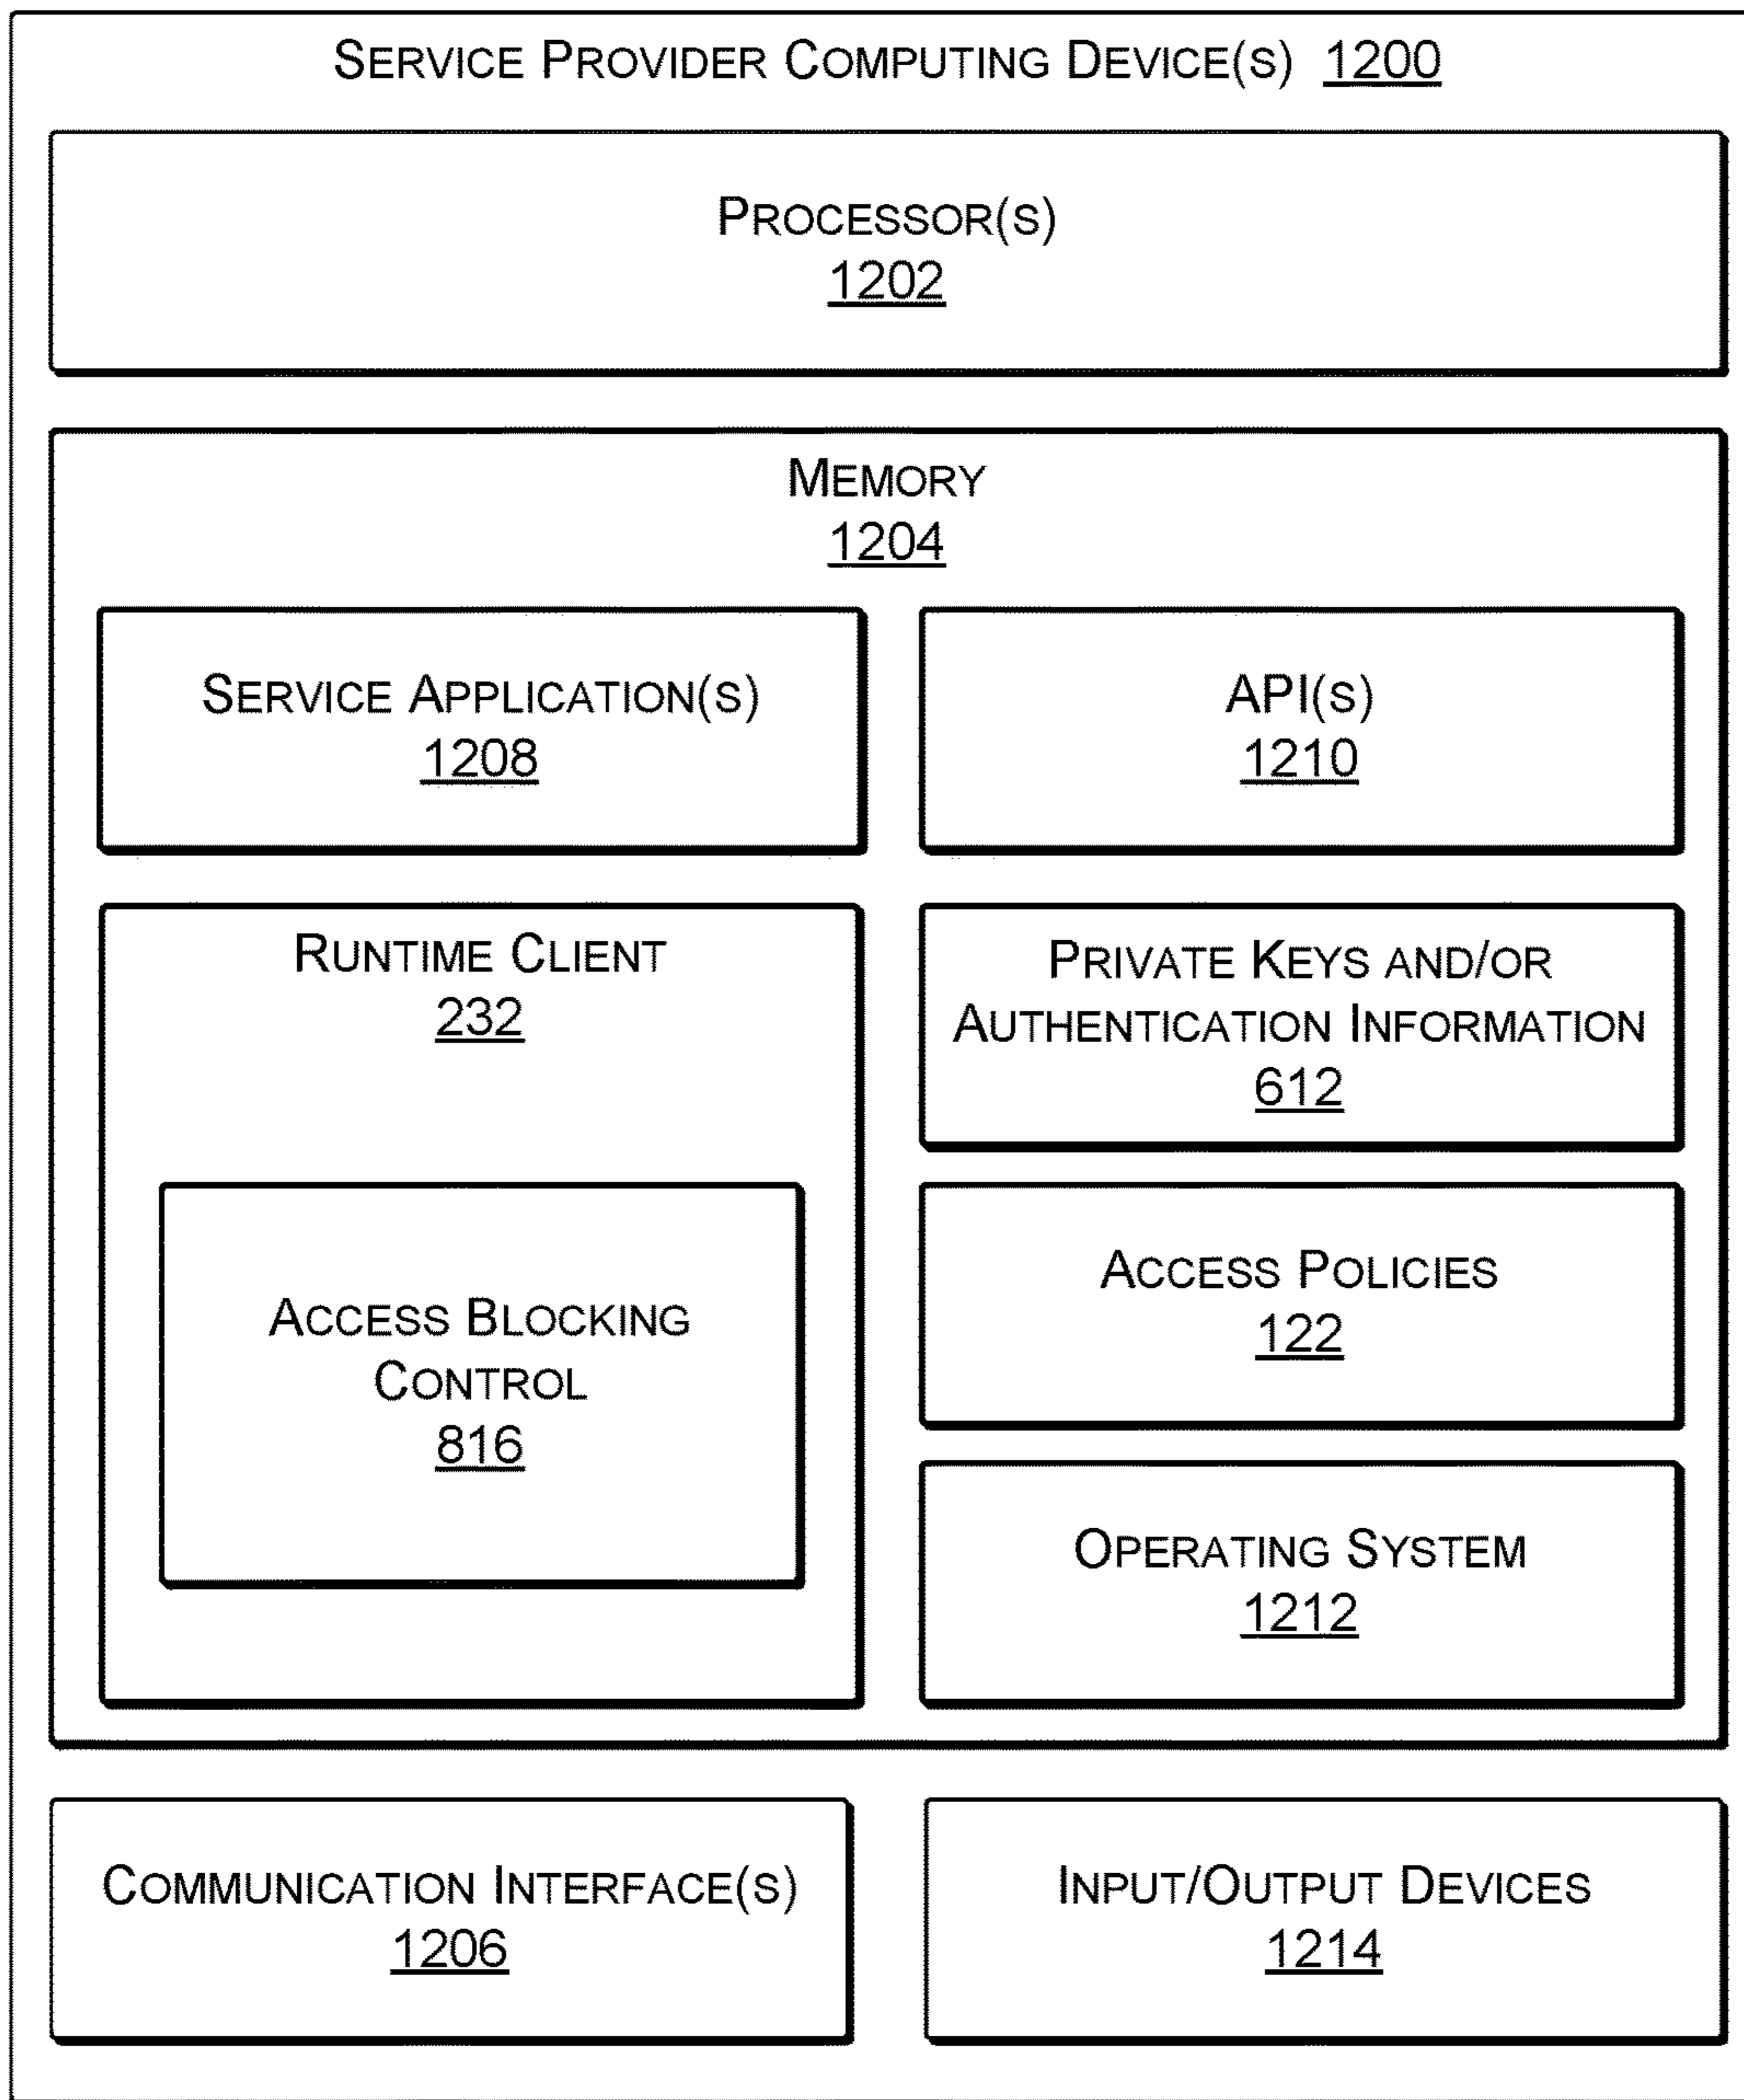 SERVICE PROVIDER COMPUTING DEVICE(S) 1200
PROCESSOR(S)
1202
MEMORY
1204
SERVICE APPLICATION(S)
1208
API(S)
1210
RUNTIME CLIENT
232
ACCESS BLOCKING
CONTROL
816
PRIVATE KEYS AND/OR
AUTHENTICATION INFORMATION
612
ACCESS POLICIES
122
OPERATING SYSTEM
1212
COMMUNICATION INTERFACE(S)
1206
INPUT/OUTPUT DEVICES
1214